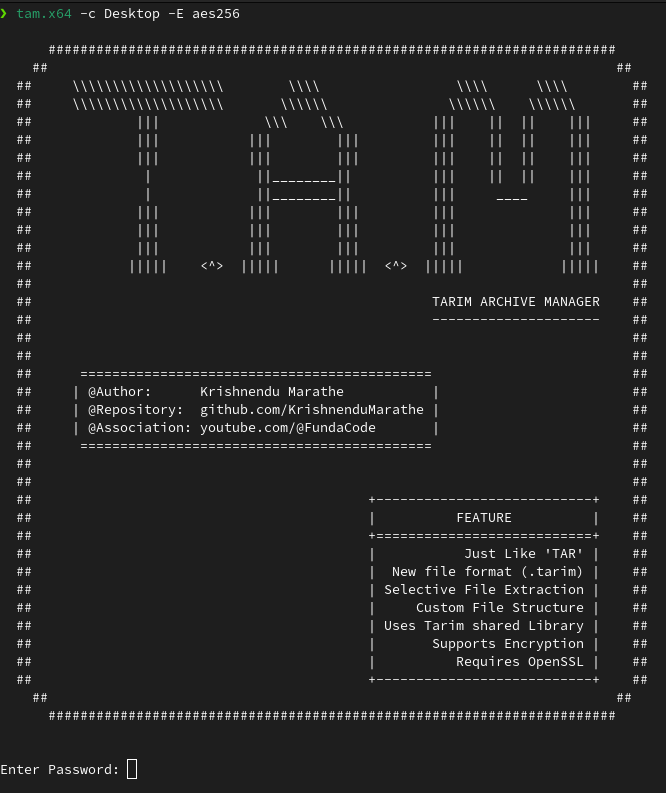 ❯ tam.x64 -c Desktop -E aes256
TAM
TARIM ARCHIVE MANAGER
---------------------
===========================================
| @Author:      Krishnendu Marathe           |
| @Repository:  github.com/KrishnenduMarathe |
| @Association: youtube.com/@FundaCode       |
===========================================
+---------------------------+
|          FEATURE          |
+===========================+
|           Just Like 'TAR' |
|  New file format (.tarim) |
| Selective File Extraction |
|     Custom File Structure |
| Uses Tarim shared Library |
|       Supports Encryption |
|          Requires OpenSSL |
+---------------------------+
Enter Password: